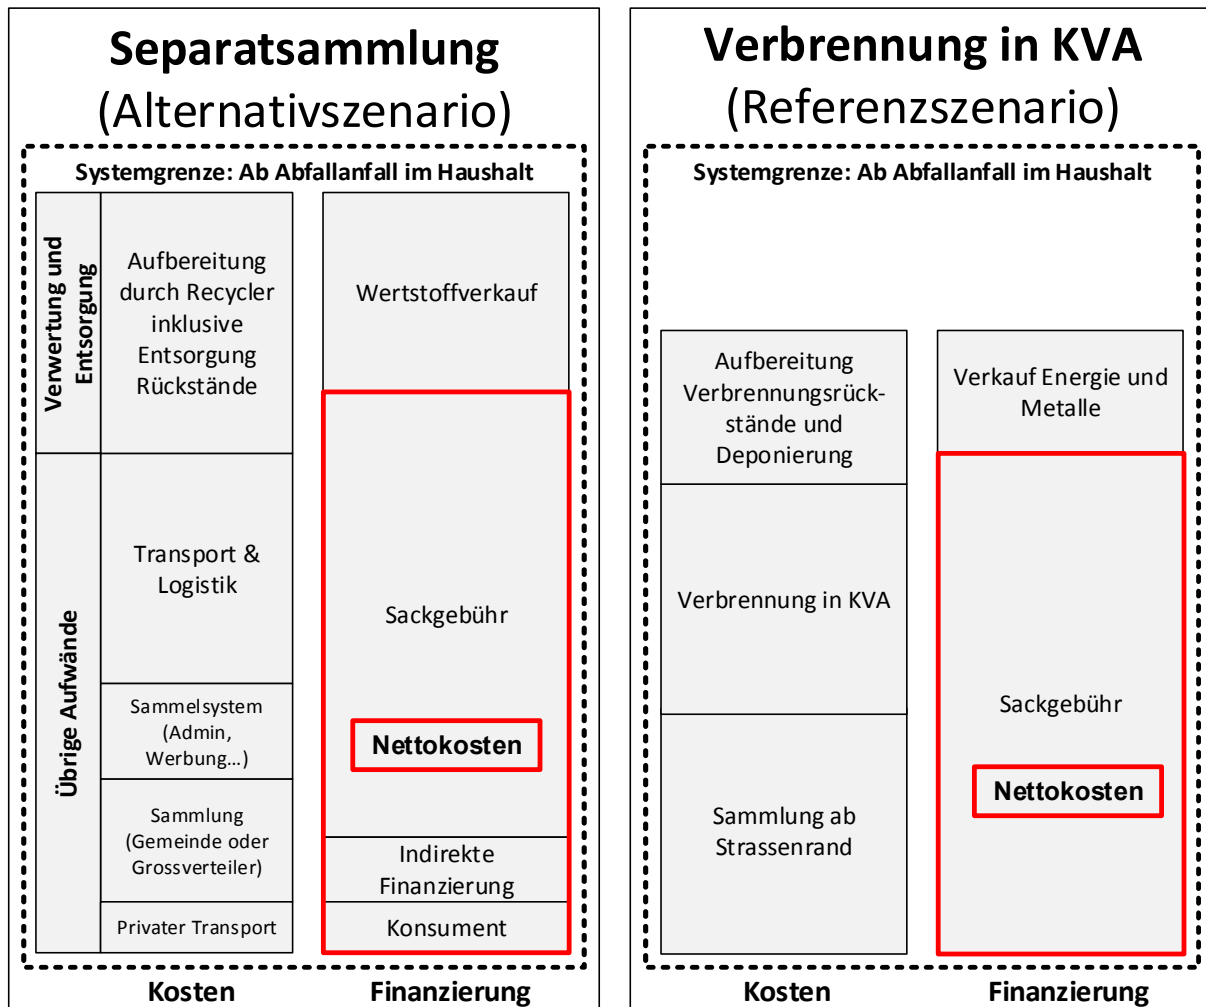 Separatsammlung
(Alternativszenario)
Systemgrenze: Ab Abfallanfall im Haushalt
Verwertung und
Entsorgung
Aufbereitung
durch Recycler
inklusive
Entsorgung
Rückstände
Wertstoffverkauf
Übrige Aufwände
Transport &
Logistik
Sammelsystem
(Admin,
Werbung...)
Sammlung
(Gemeinde oder
Grossverteiler)
Privater Transport
Sackgebühr
Nettokosten
Indirekte
Finanzierung
Konsument
Kosten
Finanzierung
Verbrennung in KVA
(Referenzszenario)
Systemgrenze: Ab Abfallanfall im Haushalt
Aufbereitung
Verbrennungsrück-
stände und
Deponierung
Verbrennung in KVA
Sammlung ab
Strassenrand
Verkauf Energie und
Metalle
Sackgebühr
Nettokosten
Kosten
Finanzierung